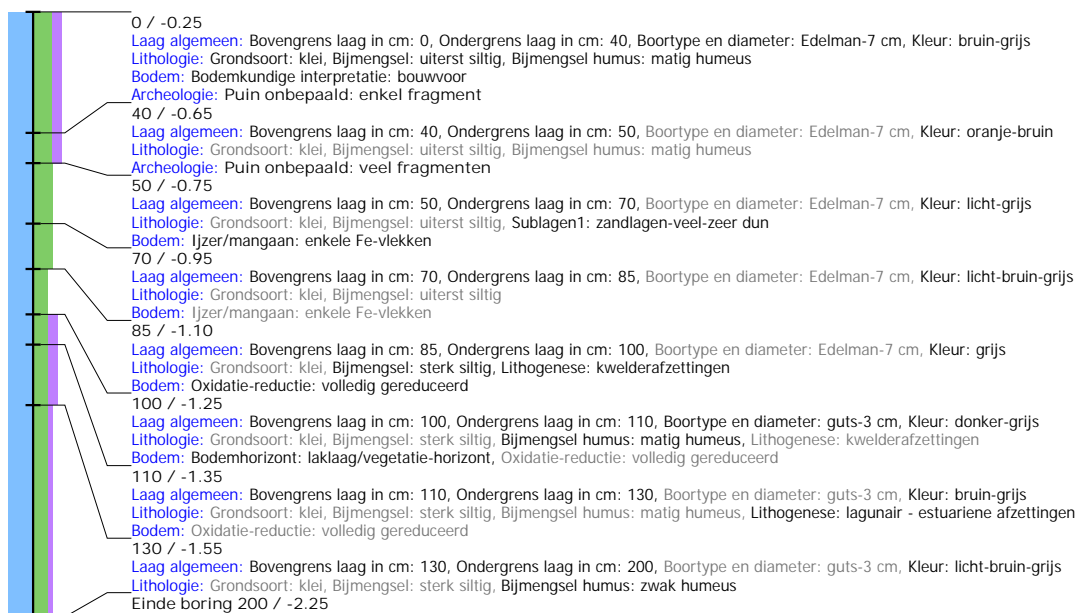 0 / -0.25
Laag algemeen: Bovengrens laag in cm: 0, Ondergrens laag in cm: 40, Boortype en diameter: Edelman-7 cm, Kleur: bruin-grijs
Lithologie: Grondsoort: klei, Bijmengsel: uiterst siltig, Bijmengsel humus: matig humeus
Bodem: Bodemkundige interpretatie: bouwvoor
Archeologie: Puin onbepaald: enkel fragment
40 / -0.65
Laag algemeen: Bovengrens laag in cm: 40, Ondergrens laag in cm: 50, Boortype en diameter: Edelman-7 cm, Kleur: oranje-bruin
Lithologie: Grondsoort: klei, Bijmengsel: uiterst siltig, Bijmengsel humus: matig humeus
Archeologie: Puin onbepaald: veel fragmenten
50 / -0.75
Laag algemeen: Bovengrens laag in cm: 50, Ondergrens laag in cm: 70, Boortype en diameter: Edelman-7 cm, Kleur: licht-grijs
Lithologie: Grondsoort: klei, Bijmengsel: uiterst siltig, Sublagen1: zandlagen-veel-zeer dun
Bodem: Ijzer/mangaan: enkele Fe-vlekken
70 / -0.95
Laag algemeen: Bovengrens laag in cm: 70, Ondergrens laag in cm: 85, Boortype en diameter: Edelman-7 cm, Kleur: licht-bruin-grijs
Lithologie: Grondsoort: klei, Bijmengsel: uiterst siltig
Bodem: Ijzer/mangaan: enkele Fe-vlekken
85 / -1.10
Laag algemeen: Bovengrens laag in cm: 85, Ondergrens laag in cm: 100, Boortype en diameter: Edelman-7 cm, Kleur: grijs
Lithologie: Grondsoort: klei, Bijmengsel: sterk siltig, Lithogenese: kwelderafzettingen
Bodem: Oxidatie-reductie: volledig gereduceerd
100 / -1.25
Laag algemeen: Bovengrens laag in cm: 100, Ondergrens laag in cm: 110, Boortype en diameter: guts-3 cm, Kleur: donker-grijs
Lithologie: Grondsoort: klei, Bijmengsel: sterk siltig, Bijmengsel humus: matig humeus, Lithogenese: kwelderafzettingen
Bodem: Bodemhorizont: laklaag/vegetatie-horizont, Oxidatie-reductie: volledig gereduceerd
110 / -1.35
Laag algemeen: Bovengrens laag in cm: 110, Ondergrens laag in cm: 130, Boortype en diameter: guts-3 cm, Kleur: bruin-grijs
Lithologie: Grondsoort: klei, Bijmengsel: sterk siltig, Bijmengsel humus: matig humeus, Lithogenese: lagunair - estuariene afzettingen
Bodem: Oxidatie-reductie: volledig gereduceerd
130 / -1.55
Laag algemeen: Bovengrens laag in cm: 130, Ondergrens laag in cm: 200, Boortype en diameter: guts-3 cm, Kleur: licht-bruin-grijs
Lithologie: Grondsoort: klei, Bijmengsel: sterk siltig, Bijmengsel humus: zwak humeus
Einde boring 200 / -2.25